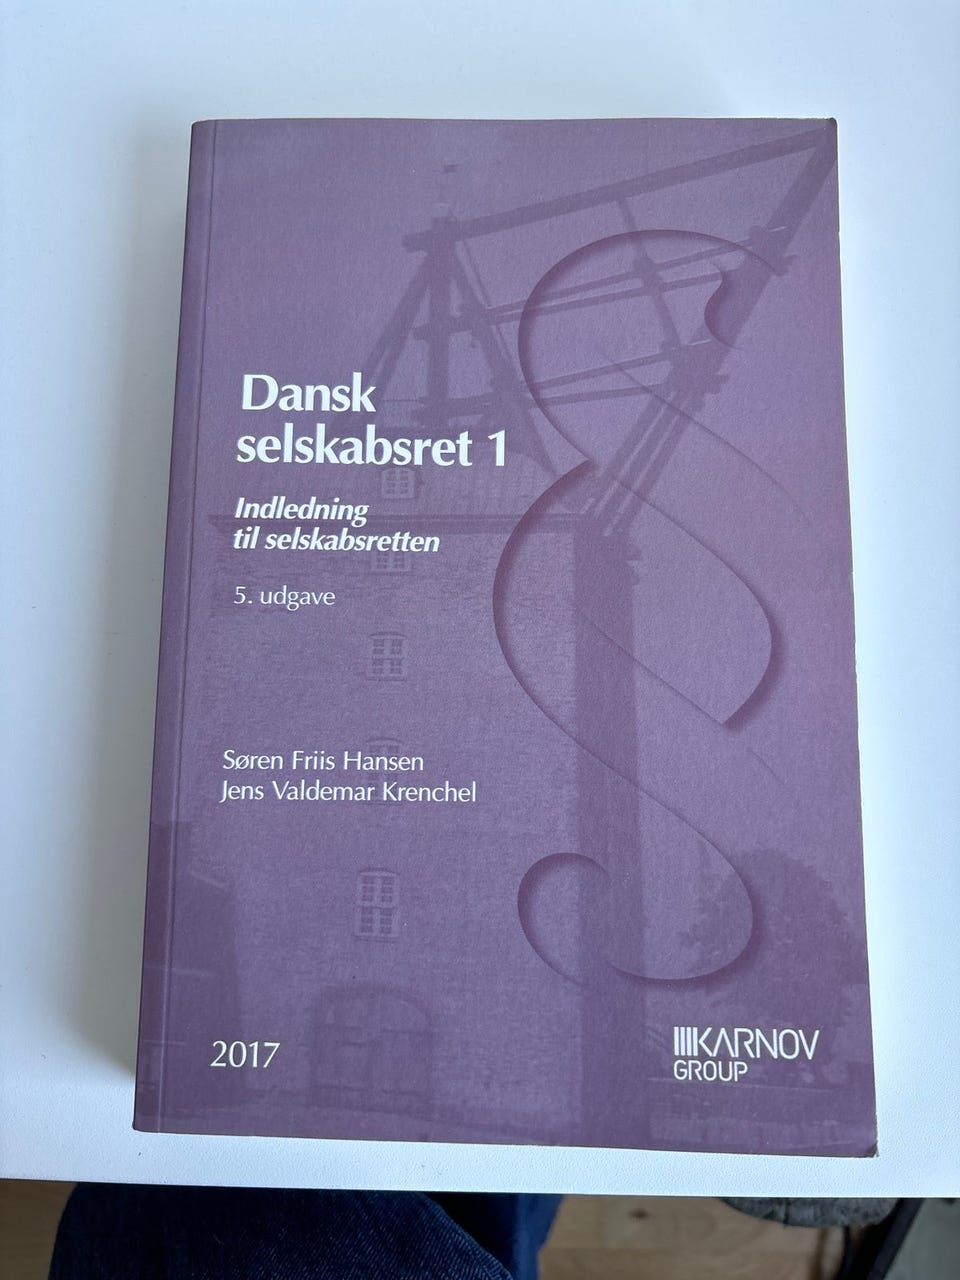 Dansk
selskabsret 1
Indledning
til selskabsretten
5. udgave
Søren Friis Hansen
Jens Valdemar Krenchel
2017
KARNOV
GROUP